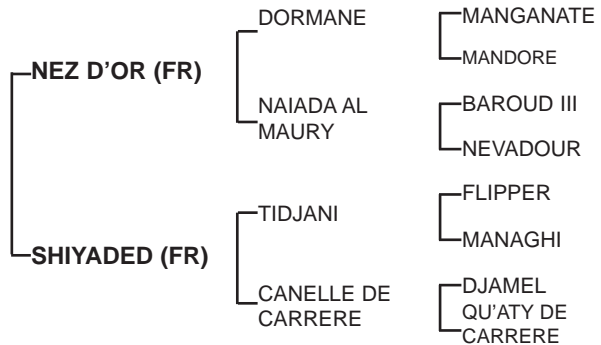 DORMANE
MANGANATE
MANDORE
NEZ D'OR (FR)
NAIADA AL
MAURY
BAROUD III
NEVADOUR
FLIPPER
TIDJANI
MANAGHI
SHIYADED (FR)
CANELLE DE
CARRERE
DJAMEL
QU'ATY DE
CARRERE